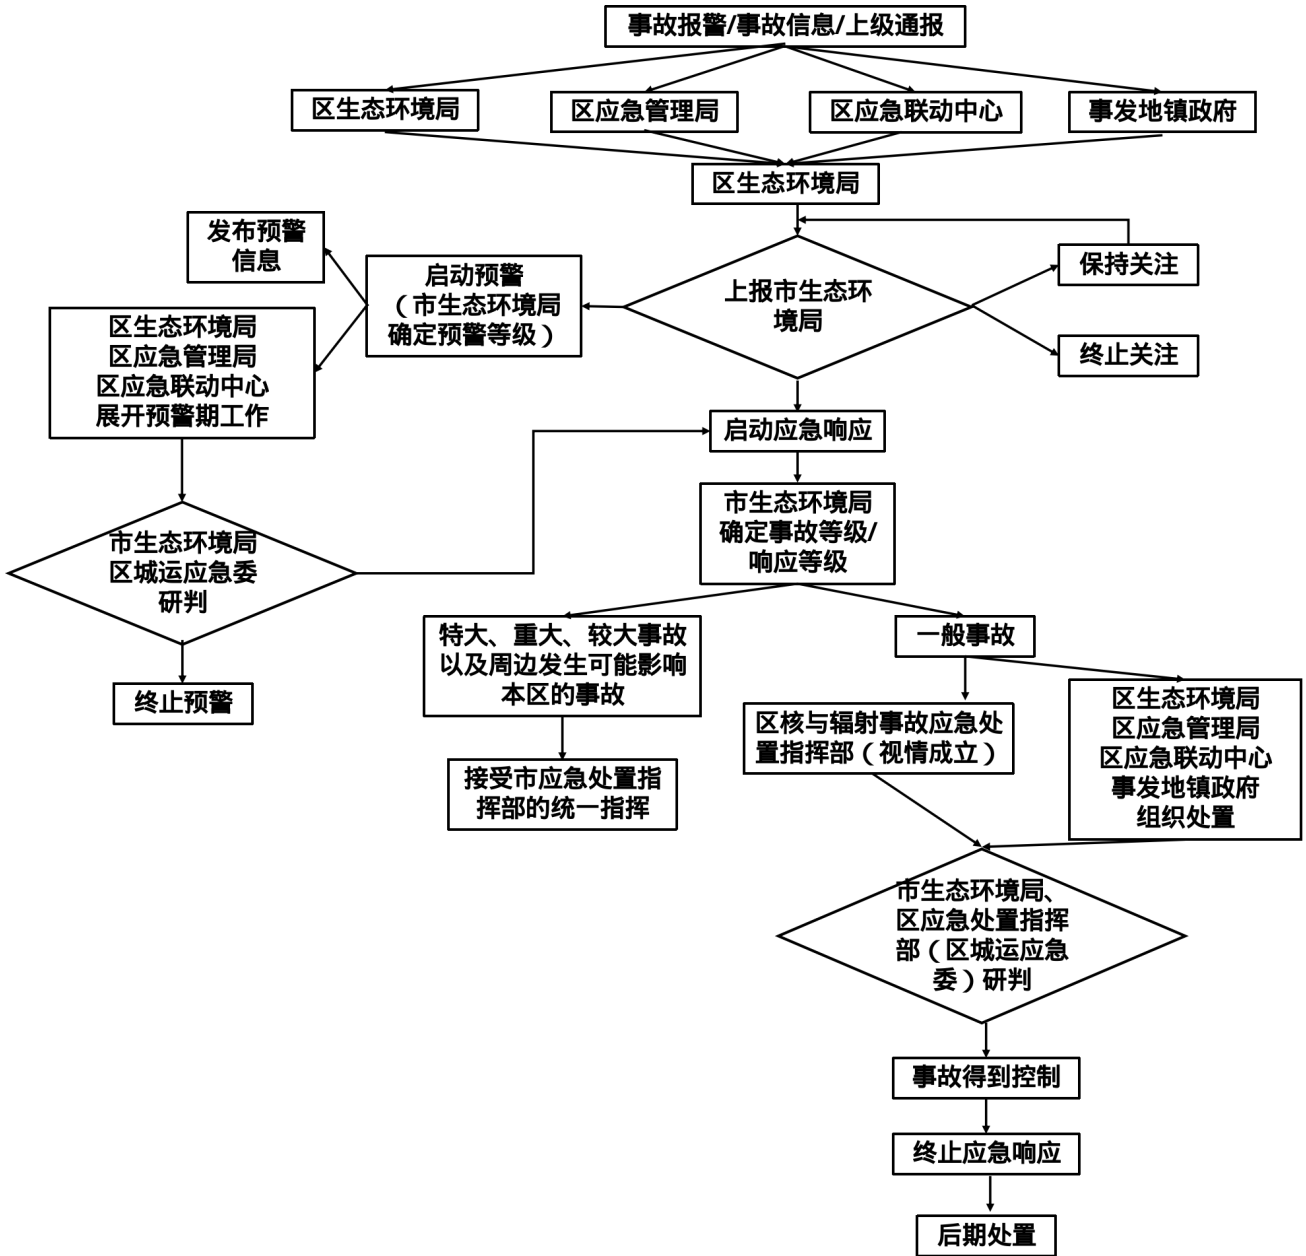 事故报警/事故信息/上级通报
区生态环境局
区应急管理局
区应急联动中心
事发地镇政府
区生态环境局
发布预警
信息
启动预警
（市生态环境局
确定预警等级）
上报市生态环
境局
保持关注
终止关注
区生态环境局
区应急管理局
区应急联动中心
展开预警期工作
启动应急响应
市生态环境局
确定事故等级/
响应等级
市生态环境局
区城运应急委
研判
终止预警
特大、重大、较大事故
以及周边发生可能影响
本区的事故
一般事故
接受市应急处置指
挥部的统一指挥
区核与辐射事故应急处
置指挥部（视情成立）
区生态环境局
区应急管理局
区应急联动中心
事发地镇政府
组织处置
市生态环境局、
区应急处置指挥
部（区城运应急
委）研判
事故得到控制
终止应急响应
后期处置